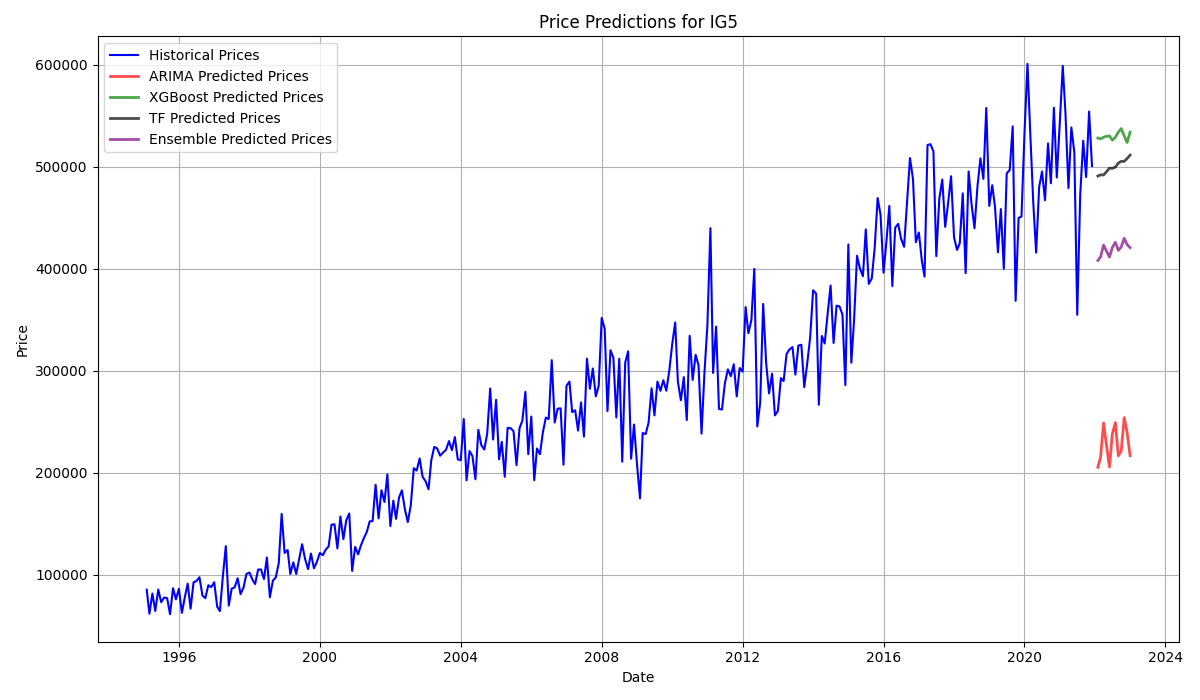 Price Predictions for IG5
Historical Prices
ARIMA Predicted Prices
XGBoost Predicted Prices
TF Predicted Prices
Ensemble Predicted Prices
600000
500000
400000
300000
200000
100000
Price
1996
2000
2004
2008
2012
2016
2020
2024
Date